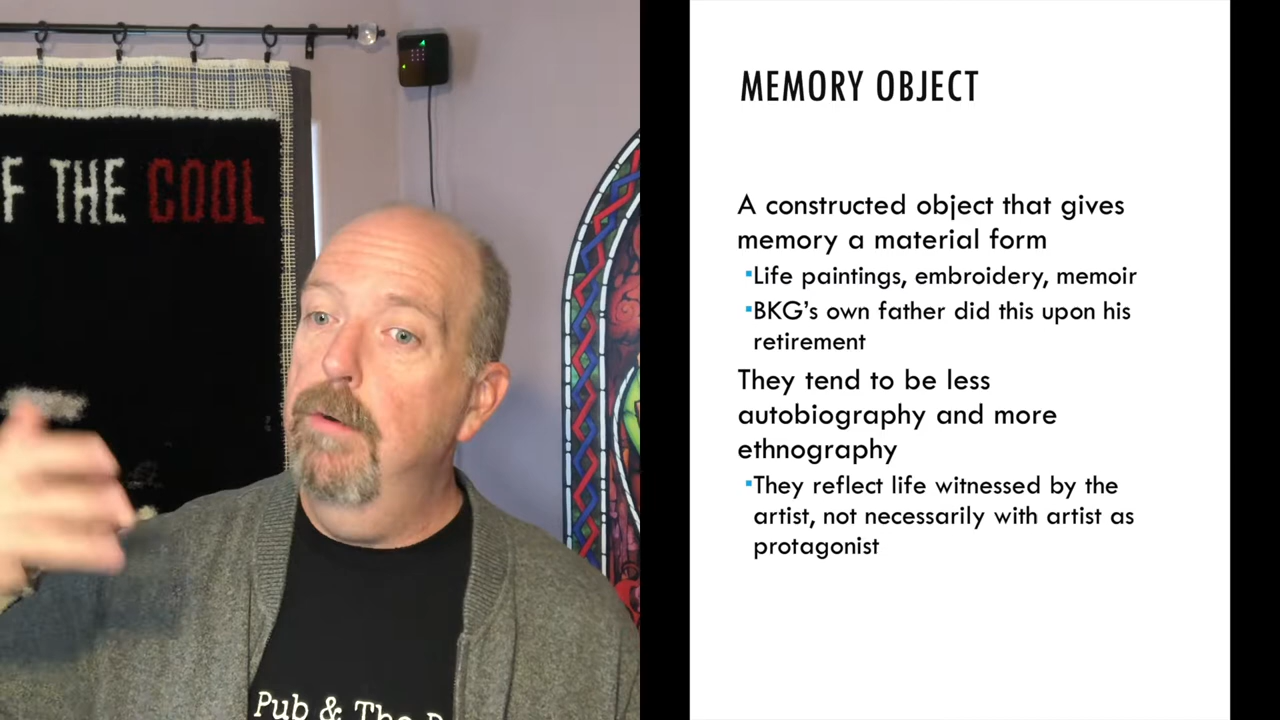 F THE COOL
Pub & The
MEMORY OBJECT
A constructed object that gives
memory a material form
▪Life paintings, embroidery, memoir
▪BKG’s own father did this upon his
retirement
They tend to be less
autobiography and more
ethnography
▪They reflect life witnessed by the
artist, not necessarily with artist as
protagonist